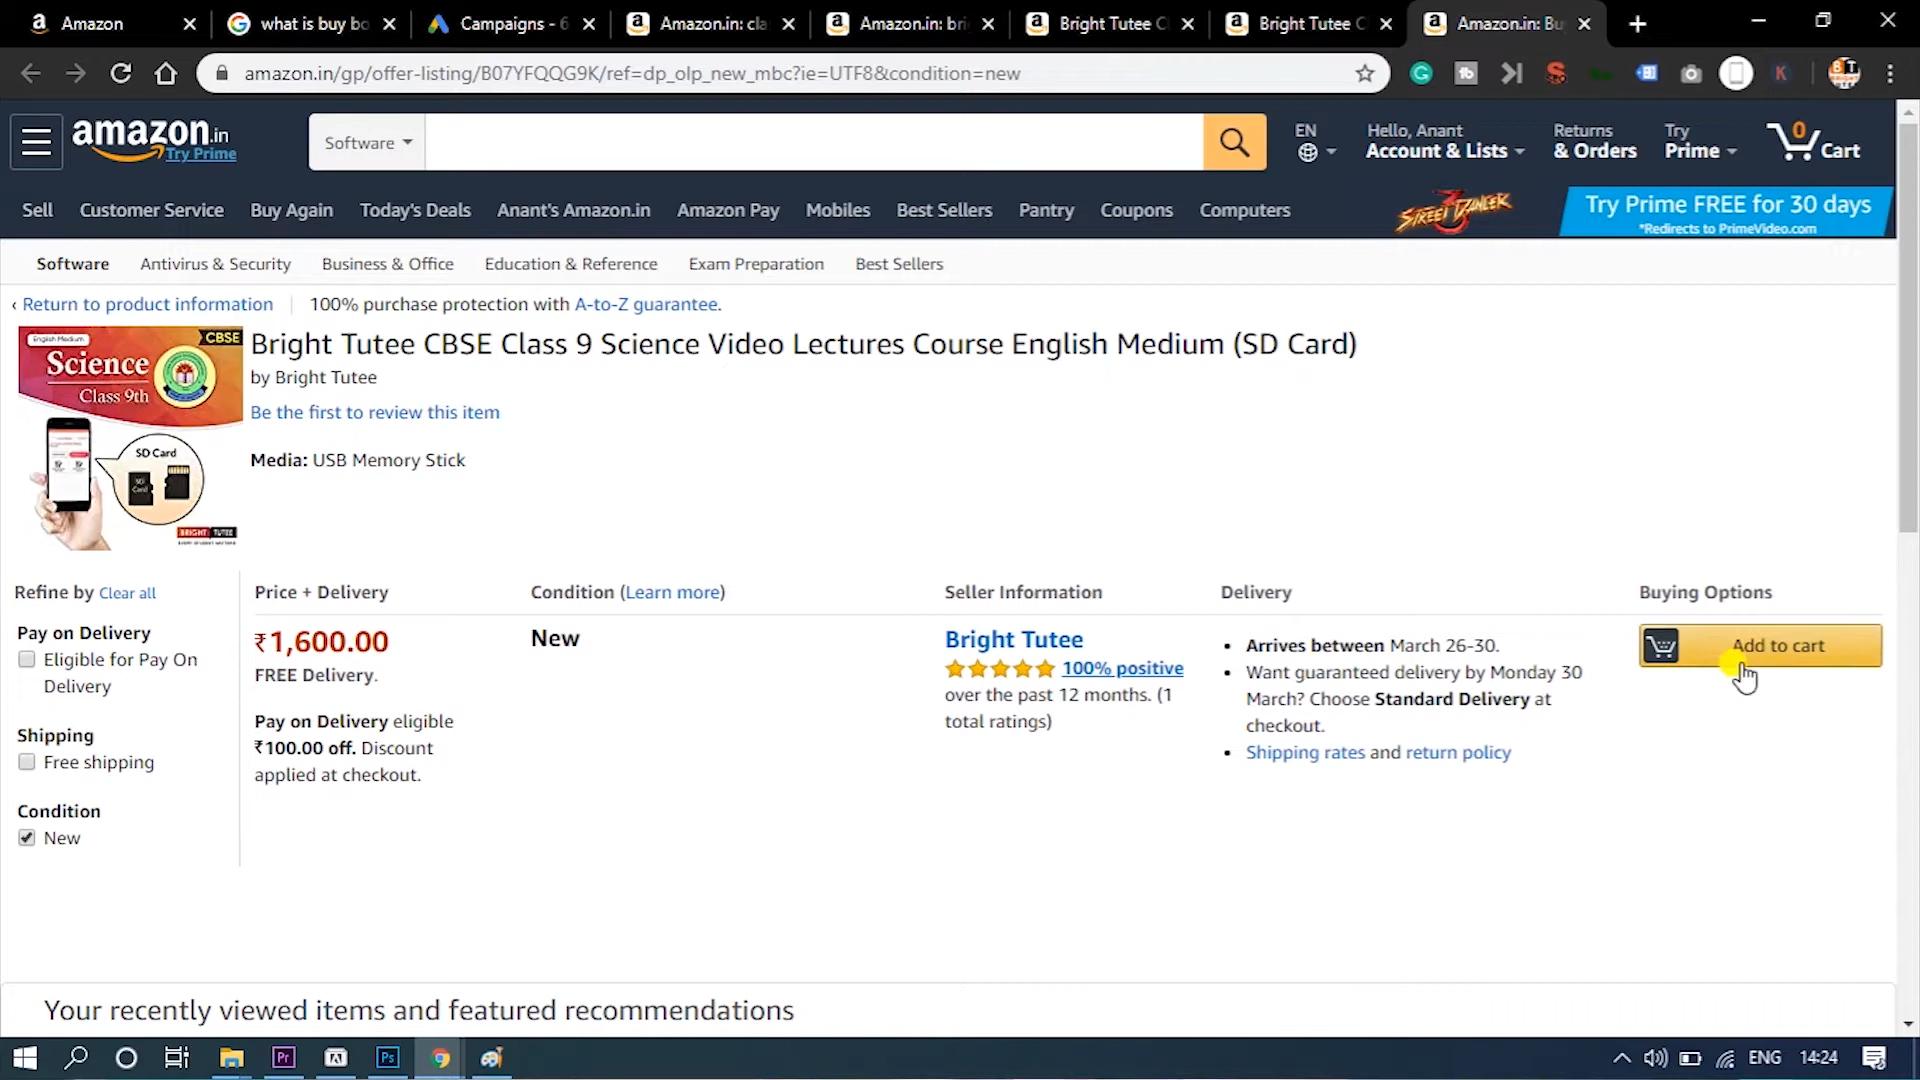 Amazon
what is buy bo
Campaigns - 6
Amazon.in: cla
Amazon.in: bri
Bright Tutee C
Bright Tutee C
Amazon.in: Bu
amazon.in/gp/offer-listing/B07YFQQG9K/ref=dp_olp_new_mbc?ie=UTF8&condition=new
amazon.in
Try Prime
Software
EN
Hello, Anant
Account & Lists
Returns
& Orders
Try
Prime
0
Cart
Sell Customer Service Buy Again Today's Deals Anant's Amazon.in Amazon Pay Mobiles Best Sellers Pantry Coupons Computers
STREET DANCER 3
Try Prime FREE for 30 days
*Redirects to PrimeVideo.com
Software Antivirus & Security Business & Office Education & Reference Exam Preparation Best Sellers
‹ Return to product information 100% purchase protection with A-to-Z guarantee.
English Medium
CBSE
Science
Class 9th
SD Card
SD
Card
BRIGHT TUTEE
Bright Tutee CBSE Class 9 Science Video Lectures Course English Medium (SD Card)
by Bright Tutee
Be the first to review this item
Media: USB Memory Stick
Refine by Clear all
Pay on Delivery
Eligible for Pay On
Delivery
Shipping
Free shipping
Condition
New
Price + Delivery
₹1,600.00
FREE Delivery.
Pay on Delivery eligible
₹100.00 off. Discount
applied at checkout.
Condition (Learn more)
New
Seller Information
Bright Tutee
100% positive
over the past 12 months. (1
total ratings)
Delivery
• Arrives between March 26-30.
• Want guaranteed delivery by Monday 30
March? Choose Standard Delivery at
checkout.
• Shipping rates and return policy
Buying Options
Add to cart
Your recently viewed items and featured recommendations
Pr
Ps
ENG
14:24